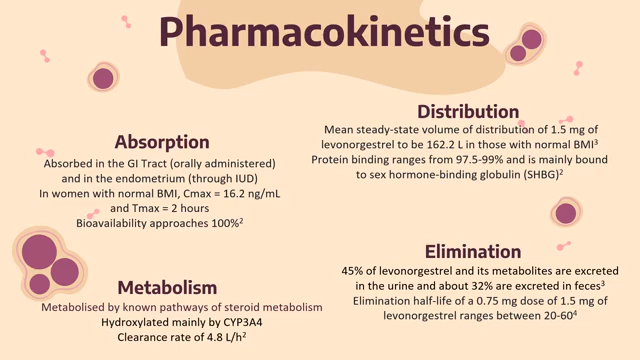 Pharmacokinetics
Absorption
Absorbed in the GI Tract (orally administered)
and in the endometrium (through IUD)
In women with normal BMI, Cmax = 16.2 ng/mL
and Tmax = 2 hours
Bioavailability approaches 100%²
Distribution
Mean steady-state volume of distribution of 1.5 mg of
levonorgestrel to be 162.2 L in those with normal BMI³
Protein binding ranges from 97.5-99% and is mainly bound
to sex hormone-binding globulin (SHBG)²
Metabolism
Metabolised by known pathways of steroid metabolism
Hydroxylated mainly by CYP3A4
Clearance rate of 4.8 L/h²
Elimination
45% of levonorgestrel and its metabolites are excreted
in the urine and about 32% are excreted in feces³
Elimination half-life of a 0.75 mg dose of 1.5 mg of
levonorgestrel ranges between 20-60⁴